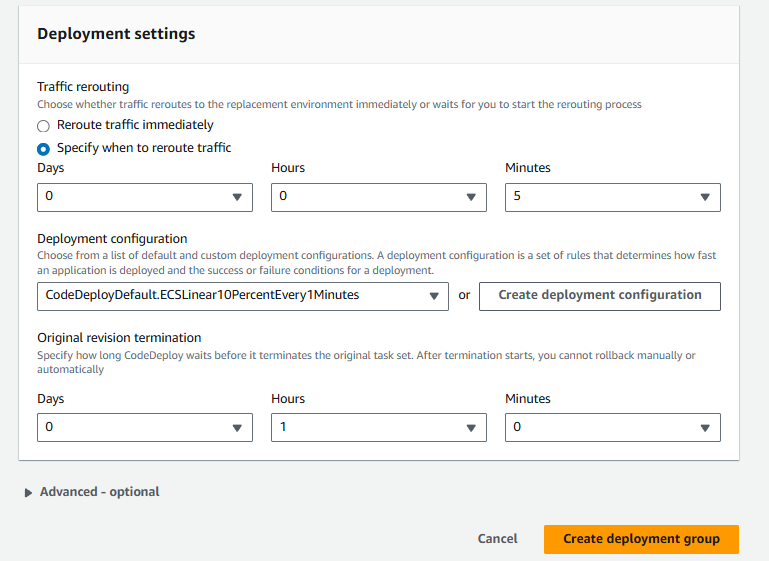 Deployment settings
Traffic rerouting
Choose whether traffic reroutes to the replacement environment immediately or waits for you to start the rerouting process
Reroute traffic immediately
Specify when to reroute traffic
Days Hours Minutes
0 0 5
Deployment configuration
Choose from a list of default and custom deployment configurations. A deployment configuration is a set of rules that determines how fast
an application is deployed and the success or failure conditions for a deployment.
CodeDeployDefault.ECSLinear10PercentEvery1Minutes or Create deployment configuration
Original revision termination
Specify how long CodeDeploy waits before it terminates the original task set. After termination starts, you cannot rollback manually or
automatically
Days Hours Minutes
0 1 0
Advanced - optional
Cancel Create deployment group